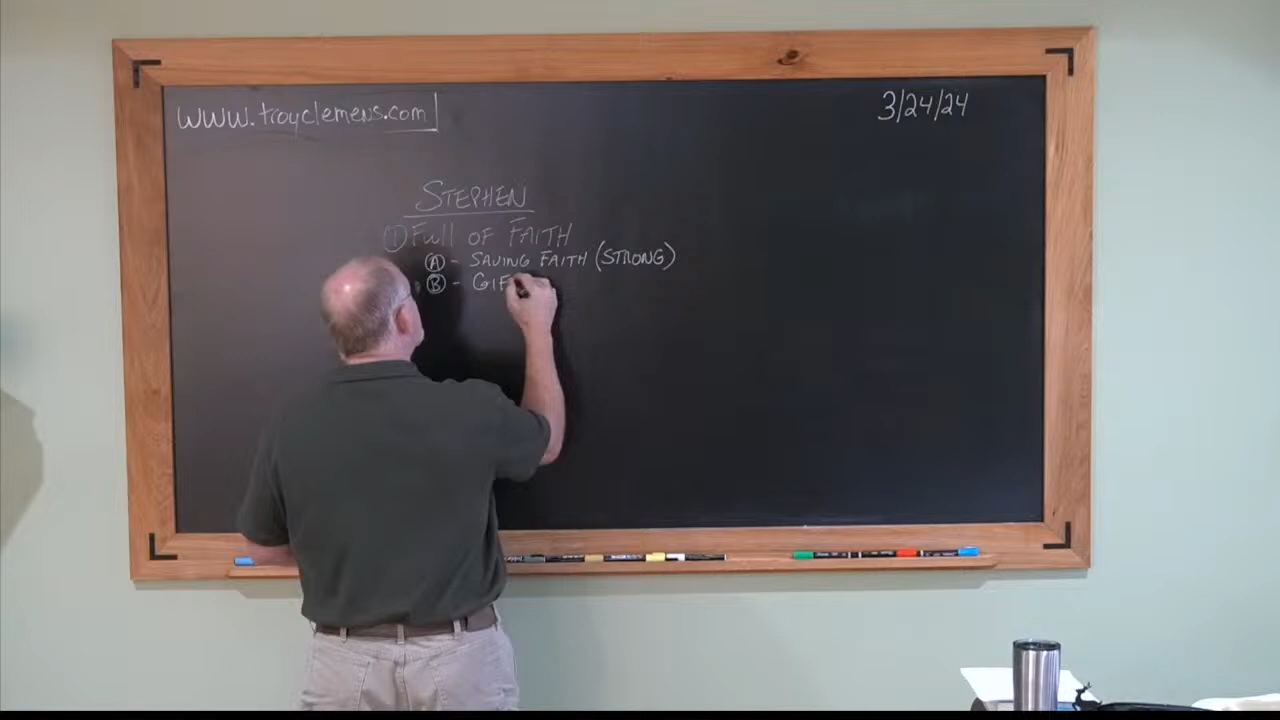 www.troyclemens.com
3/24/24
STEPHEN
① Full of FAITH
Ⓐ - SAVING FAITH (STRONG)
Ⓑ - GIF